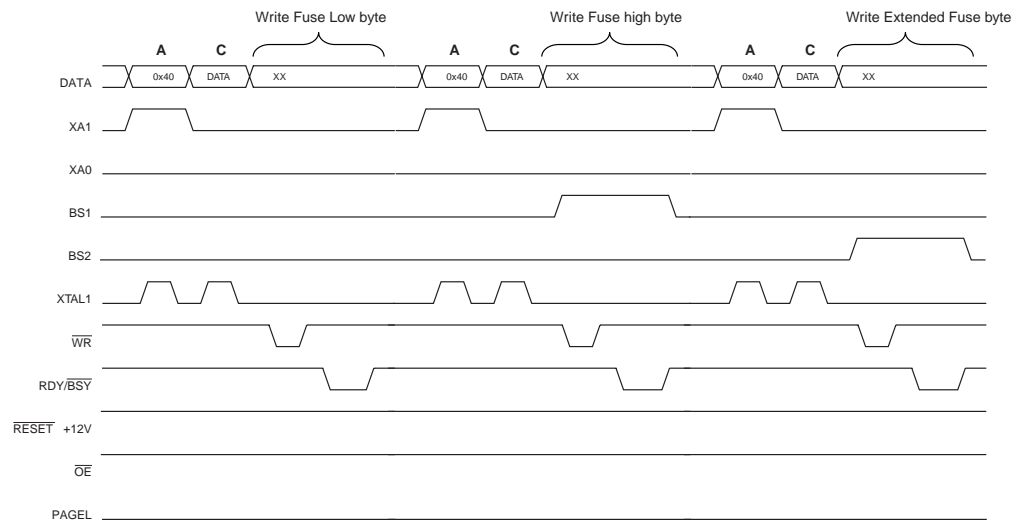 Write Fuse Low byte Write Fuse high byte Write Extended Fuse byte
A C A C A C
DATA 0x40 DATA XX 0x40 DATA XX 0x40 DATA XX
XA1
XA0
BS1
BS2
XTAL1
WR
RDY/BSY
RESET +12V
OE
PAGEL